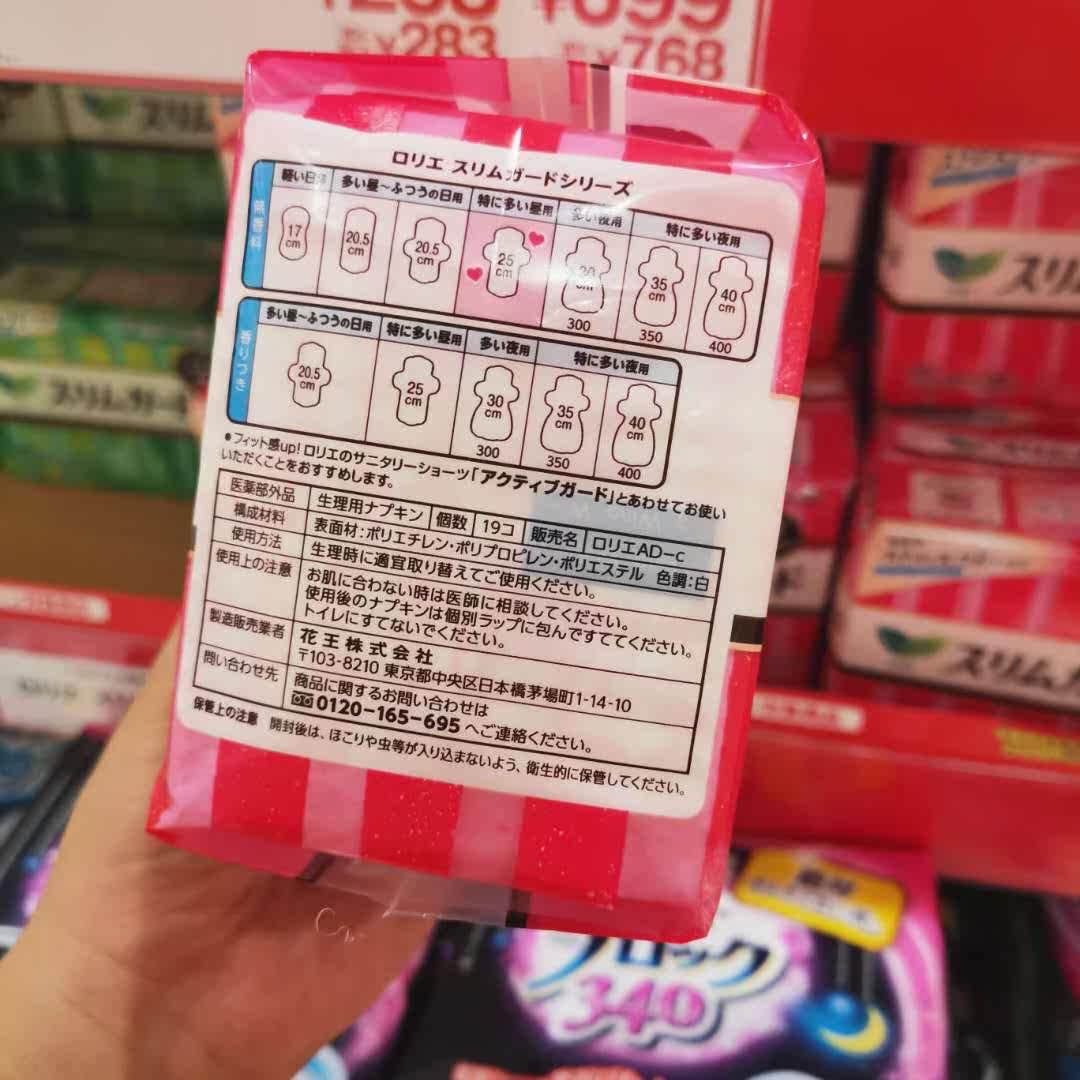 ¥283
¥768
ロリエ スリムガードシリーズ
無香料
軽い日用
多い昼〜ふつうの日用
特に多い昼用
多い夜用
特に多い夜用
17cm
20.5cm
20.5cm
25cm
30cm
35cm
40cm
300
350
400
香りつき
多い昼〜ふつうの日用
特に多い昼用
多い夜用
特に多い夜用
20.5cm
25cm
30cm
35cm
40cm
300
350
400
●フィット感up! ロリエのサニタリーショーツ「アクティブガード」とあわせてお使い
いただくことをおすすめします。
医薬部外品 生理用ナプキン 個数 19コ 販売名 ロリエAD-c
構成材料 表面材:ポリエチレン・ポリプロピレン・ポリエステル 色調:白
使用方法 生理時に適宜取り替えてご使用ください。
使用上の注意 お肌に合わない時は医師に相談してください。
使用後のナプキンは個別ラップに包んですててください。
トイレにすてないでください。
製造販売業者 花王株式会社
〒103-8210 東京都中央区日本橋茅場町1-14-10
問い合わせ先 商品に関するお問い合わせは
0120-165-695 へご連絡ください。
保管上の注意 開封後は、ほこりや虫等が入り込まないよう、衛生的に保管してください。
スリムガード
ブロック
340